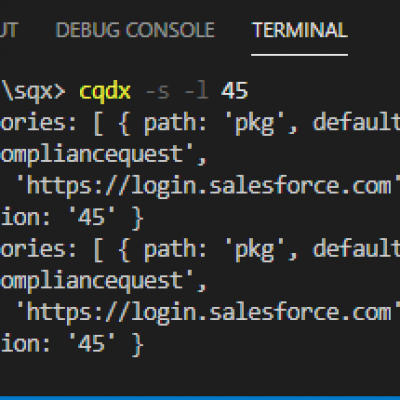 UT DEBUG CONSOLE TERMINAL
\sqx> cqdx -s -l 45
ories: [ { path: 'pkg', default
ompliancequest',
'https://login.salesforce.com'
ion: '45' }
ories: [ { path: 'pkg', default
ompliancequest',
'https://login.salesforce.com'
ion: '45' }